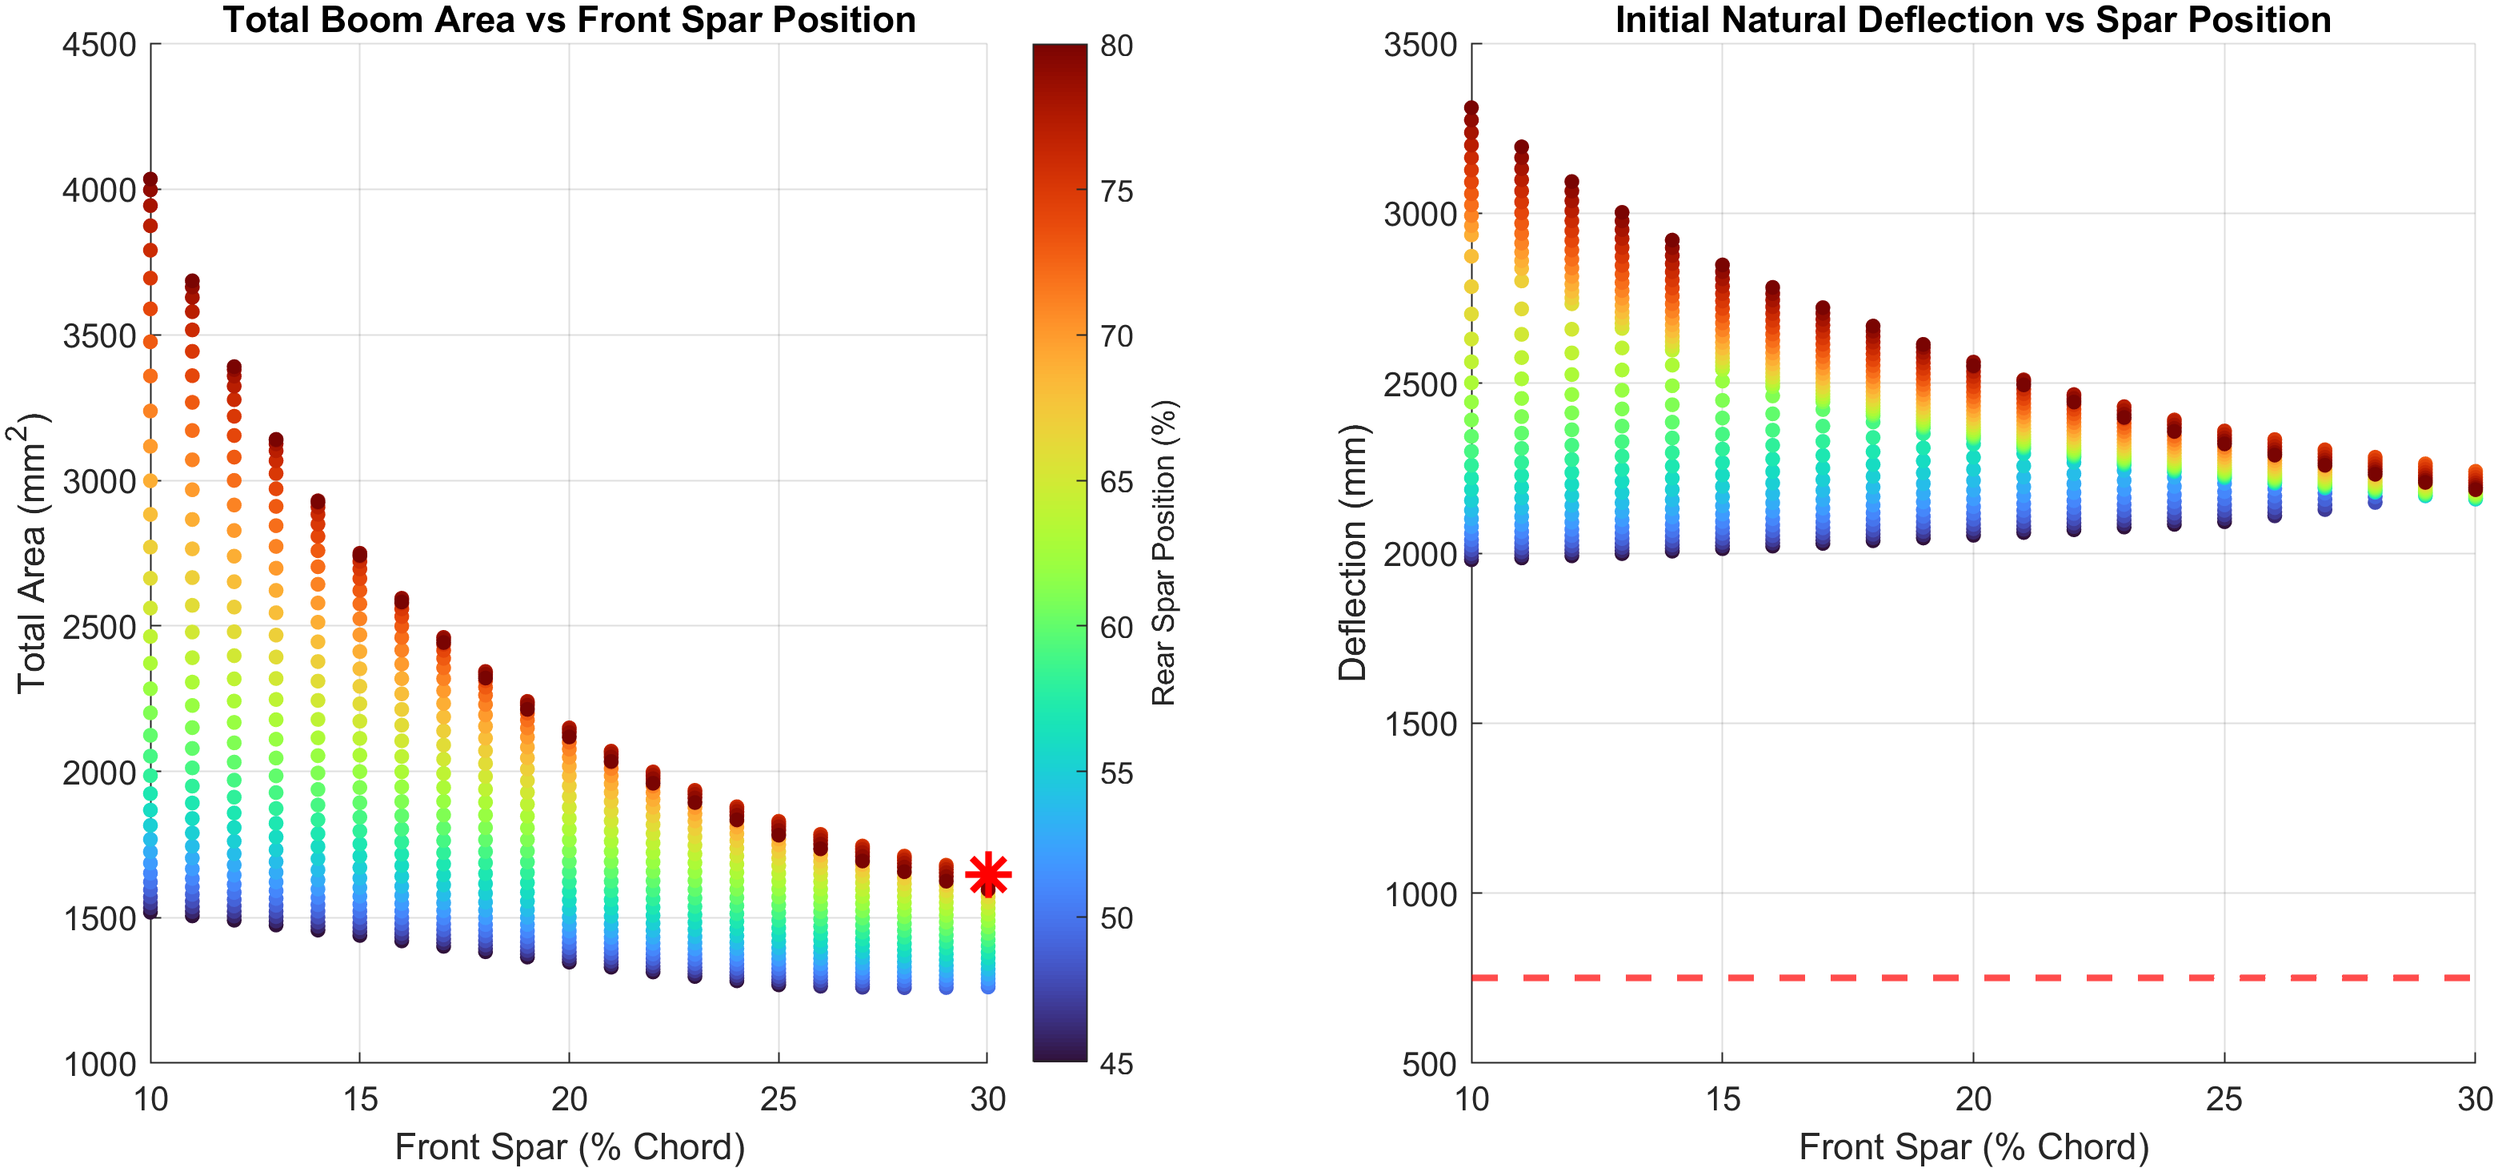 Total Boom Area vs Front Spar Position
4500
4000
3500
3000
2500
2000
1500
1000
Total Area (mm²)
10 15 20 25 30
Front Spar (% Chord)
80
75
70
65
60
55
50
45
Rear Spar Position (%)
Initial Natural Deflection vs Spar Position
3500
3000
2500
2000
1500
1000
500
Deflection (mm)
10 15 20 25 30
Front Spar (% Chord)